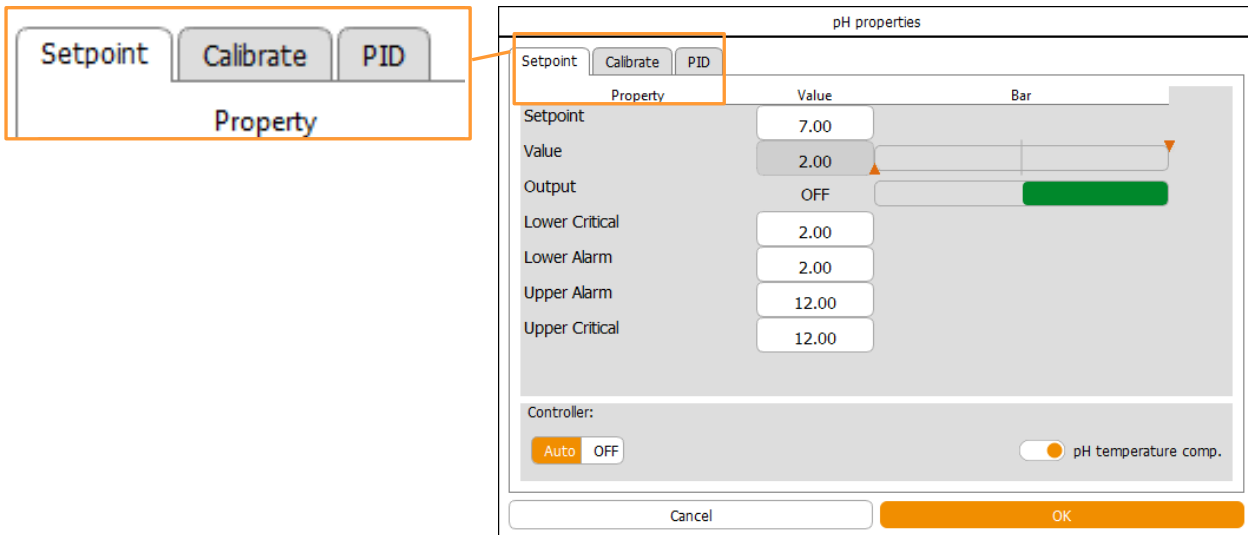 Setpoint Calibrate PID
Property
pH properties
Setpoint Calibrate PID
Property Value Bar
Setpoint 7.00
Value 2.00
Output OFF
Lower Critical 2.00
Lower Alarm 2.00
Upper Alarm 12.00
Upper Critical 12.00
Controller:
Auto OFF pH temperature comp.
Cancel OK